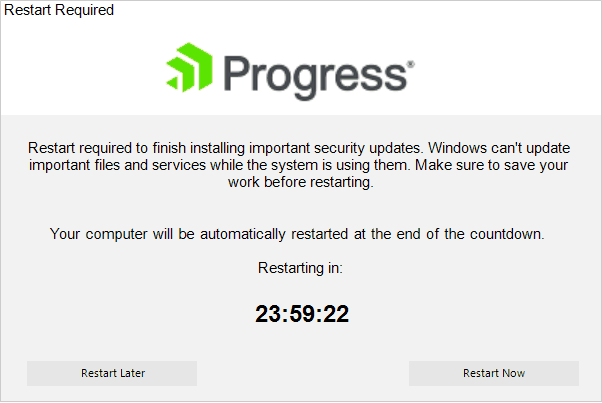 Restart Required
Progress®
Restart required to finish installing important security updates. Windows can't update
important files and services while the system is using them. Make sure to save your
work before restarting.
Your computer will be automatically restarted at the end of the countdown.
Restarting in:
23:59:22
Restart Later
Restart Now